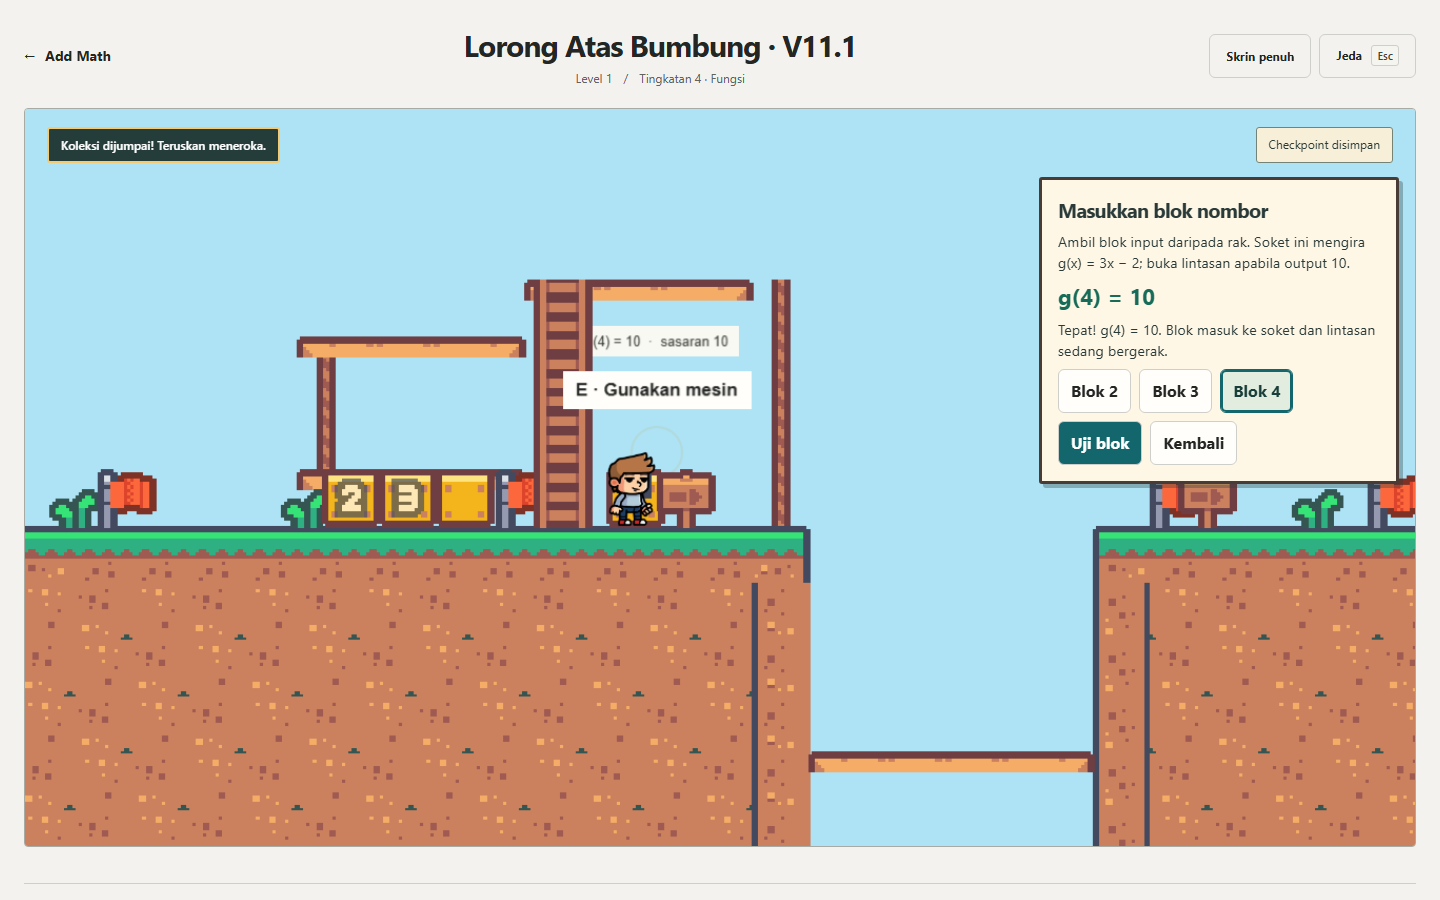 ← Add Math
Lorong Atas Bumbung · V11.1
Level 1 / Tingkatan 4 · Fungsi
Skrin penuh
Jeda Esc
Koleksi dijumpai! Teruskan meneroka.
Checkpoint disimpan
Masukkan blok nombor
Ambil blok input daripada rak. Soket ini mengira
g(x) = 3x − 2; buka lintasan apabila output 10.
g(4) = 10
Tepat! g(4) = 10. Blok masuk ke soket dan lintasan
sedang bergerak.
Blok 2
Blok 3
Blok 4
Uji blok
Kembali
(4) = 10 · sasaran 10
E · Gunakan mesin
2
3